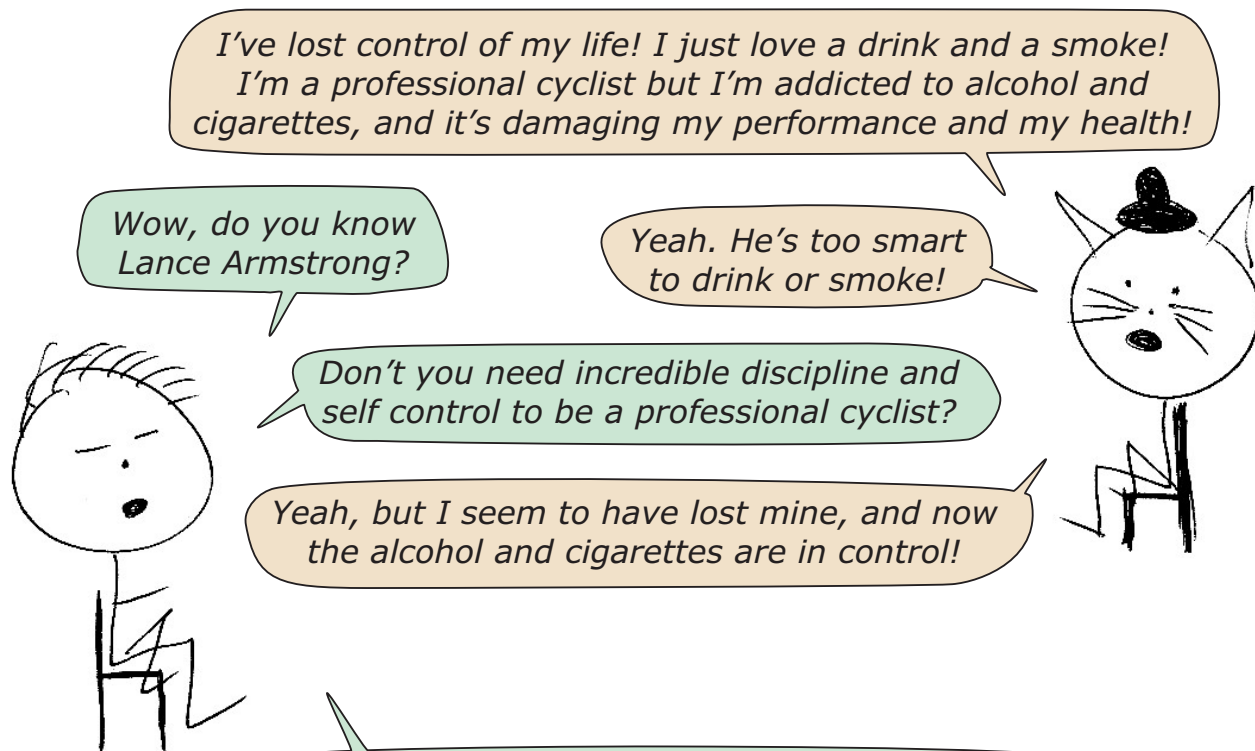 I’ve lost control of my life! I just love a drink and a smoke!
I’m a professional cyclist but I’m addicted to alcohol and
cigarettes, and it’s damaging my performance and my health!
Wow, do you know
Lance Armstrong?
Yeah. He’s too smart
to drink or smoke!
Don’t you need incredible discipline and
self control to be a professional cyclist?
Yeah, but I seem to have lost mine, and now
the alcohol and cigarettes are in control!